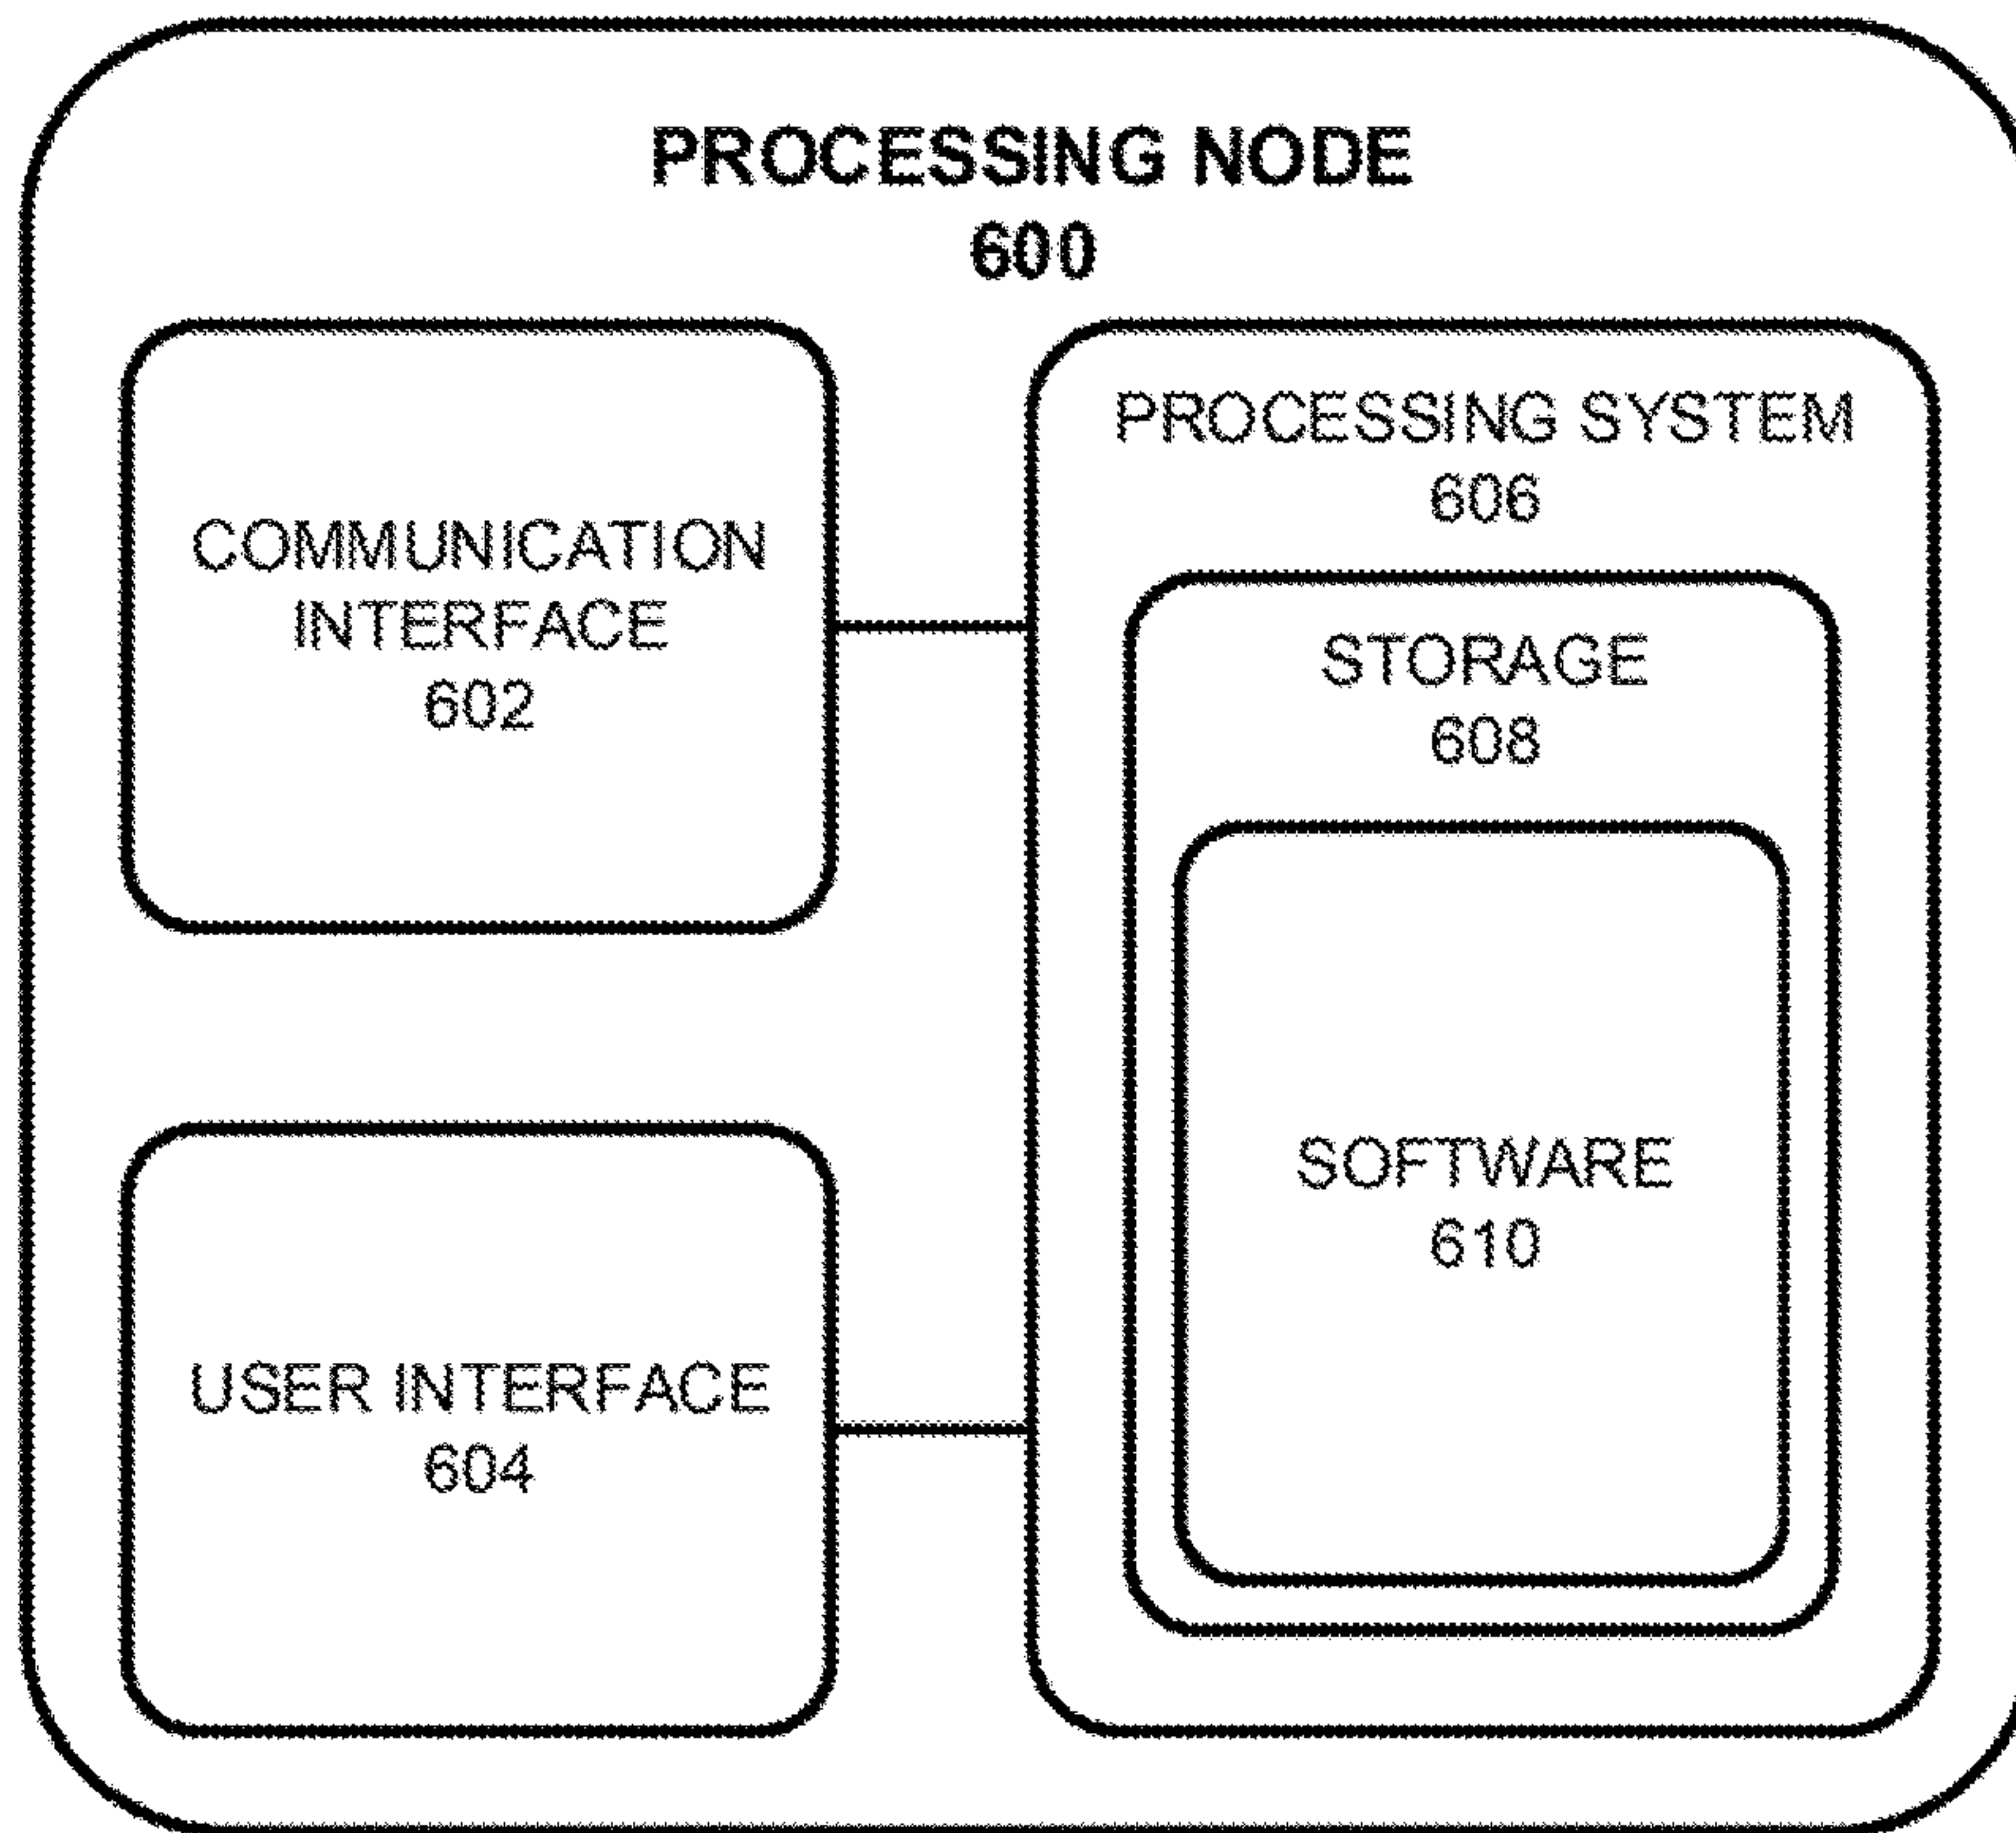 PROCESSING NODE
600
COMMUNICATION
INTERFACE
602
USER INTERFACE
604
PROCESSING SYSTEM
606
STORAGE
608
SOFTWARE
610